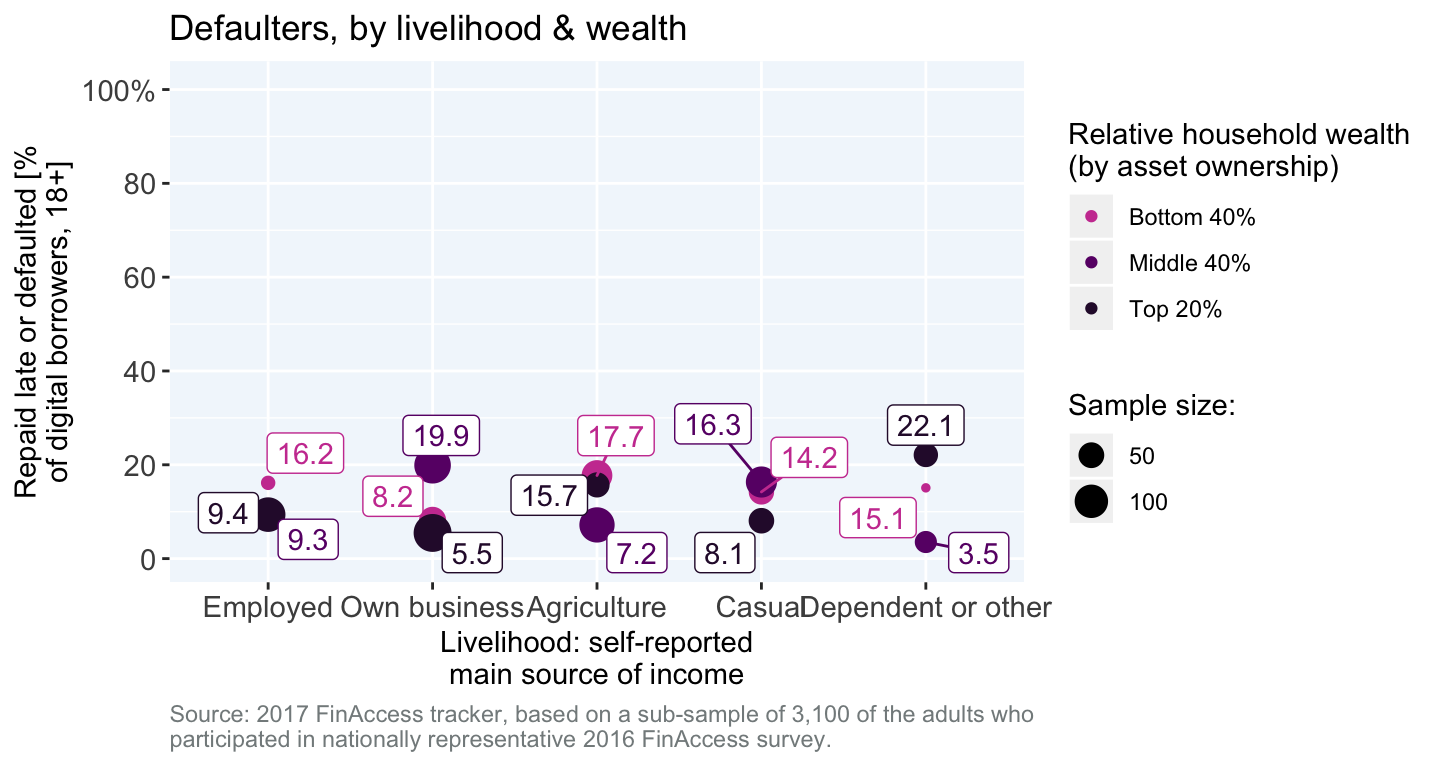 Defaulters, by livelihood & wealth
Repaid late or defaulted [%
of digital borrowers, 18+]
100%
80
60
40
20
0
16.2
9.4
9.3
19.9
8.2
5.5
17.7
15.7
7.2
16.3
14.2
8.1
22.1
15.1
3.5
Employed
Own business
Agriculture
Casual
Dependent or other
Livelihood: self-reported
main source of income
Relative household wealth
(by asset ownership)
Bottom 40%
Middle 40%
Top 20%
Sample size:
50
100
Source: 2017 FinAccess tracker, based on a sub-sample of 3,100 of the adults who
participated in nationally representative 2016 FinAccess survey.